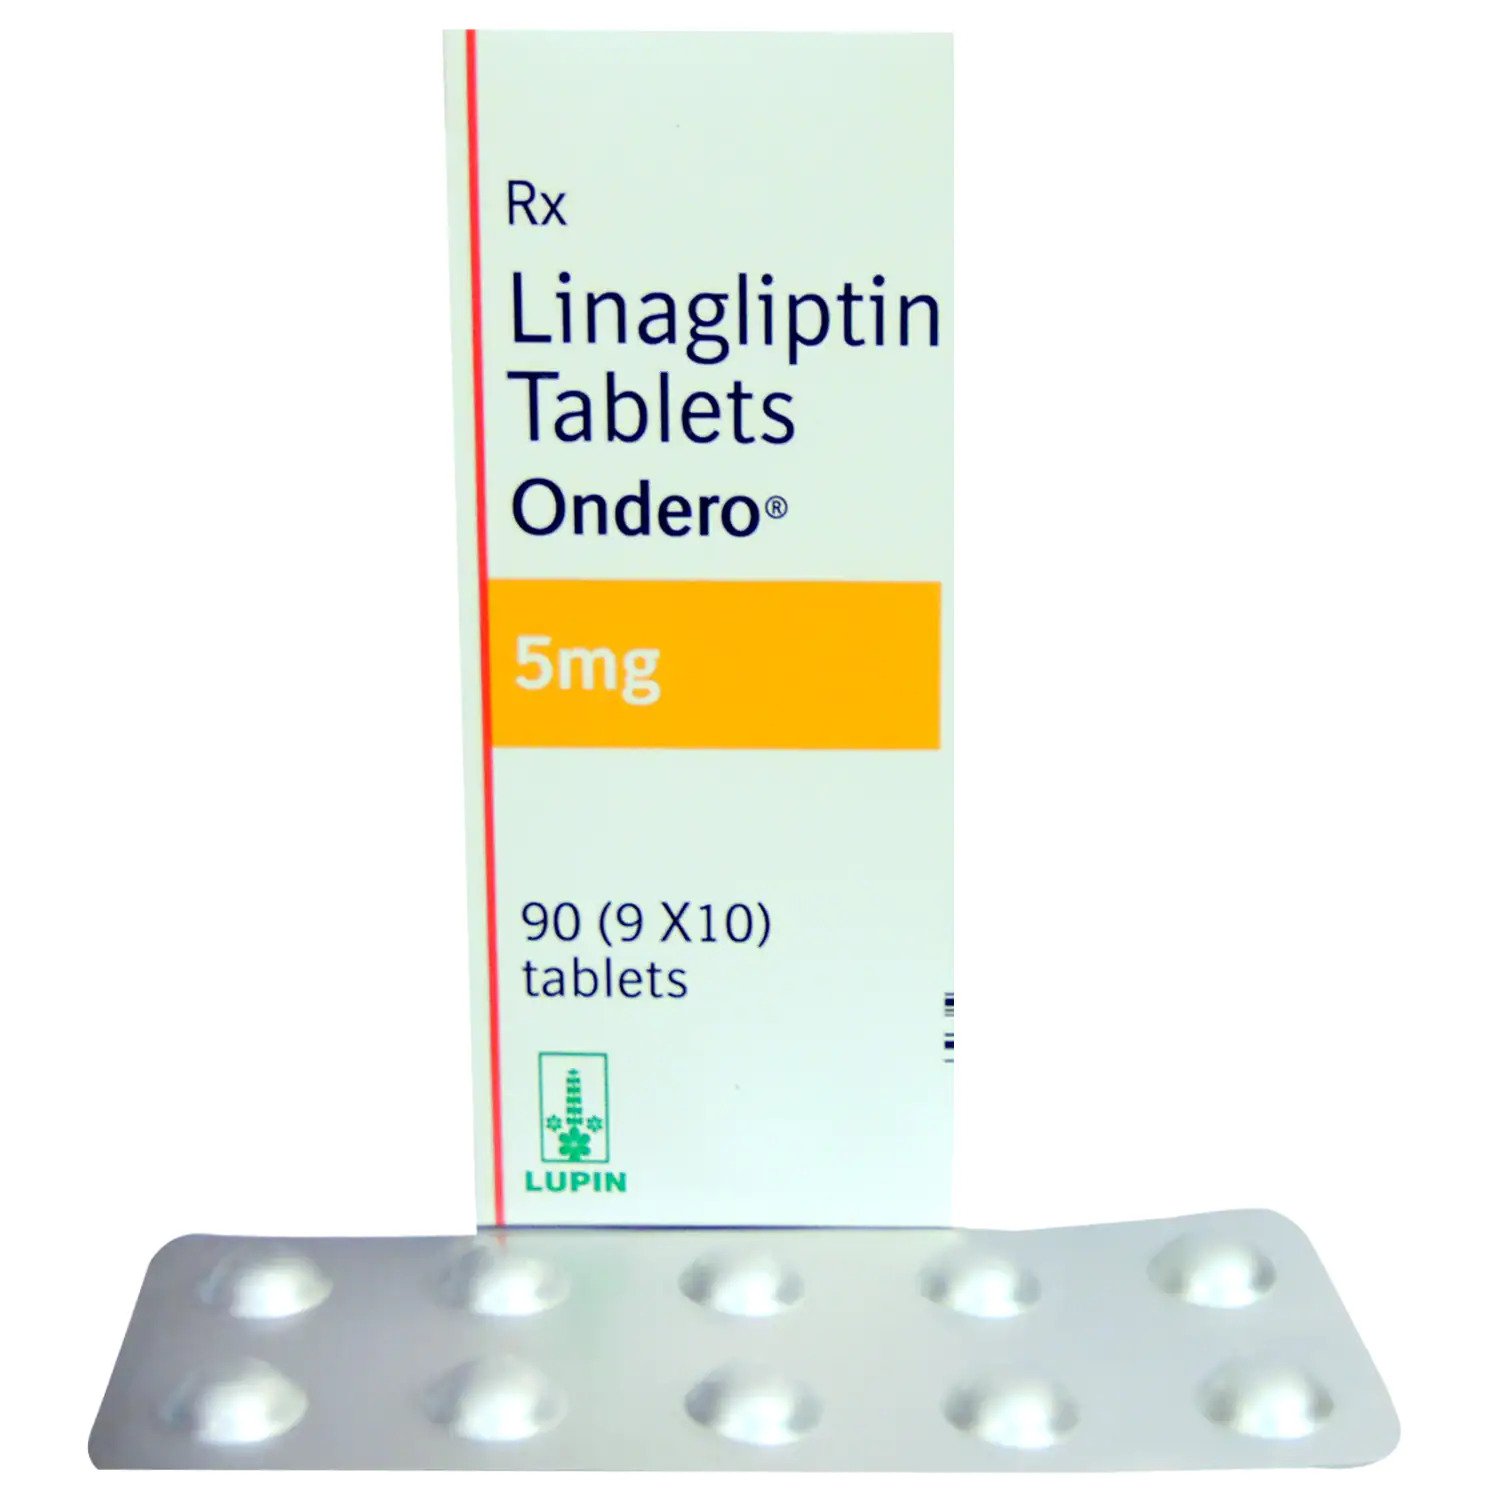 Rx
Linagliptin
Tablets
Ondero®
5mg
90 (9 X10)
tablets
LUPIN